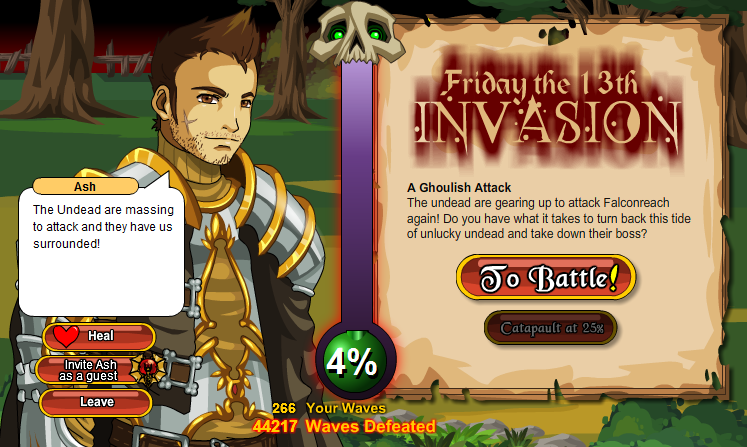 Ash
The Undead are massing
to attack and they have us
surrounded!
Heal
Invite Ash
as a guest
Leave
4%
266 Your Waves
44217 Waves Defeated
Friday the 13th
INVASION
A Ghoulish Attack
The undead are gearing up to attack Falconreach
again! Do you have what it takes to turn back this tide
of unlucky undead and take down their boss?
To Battle!
Catapault at 25%